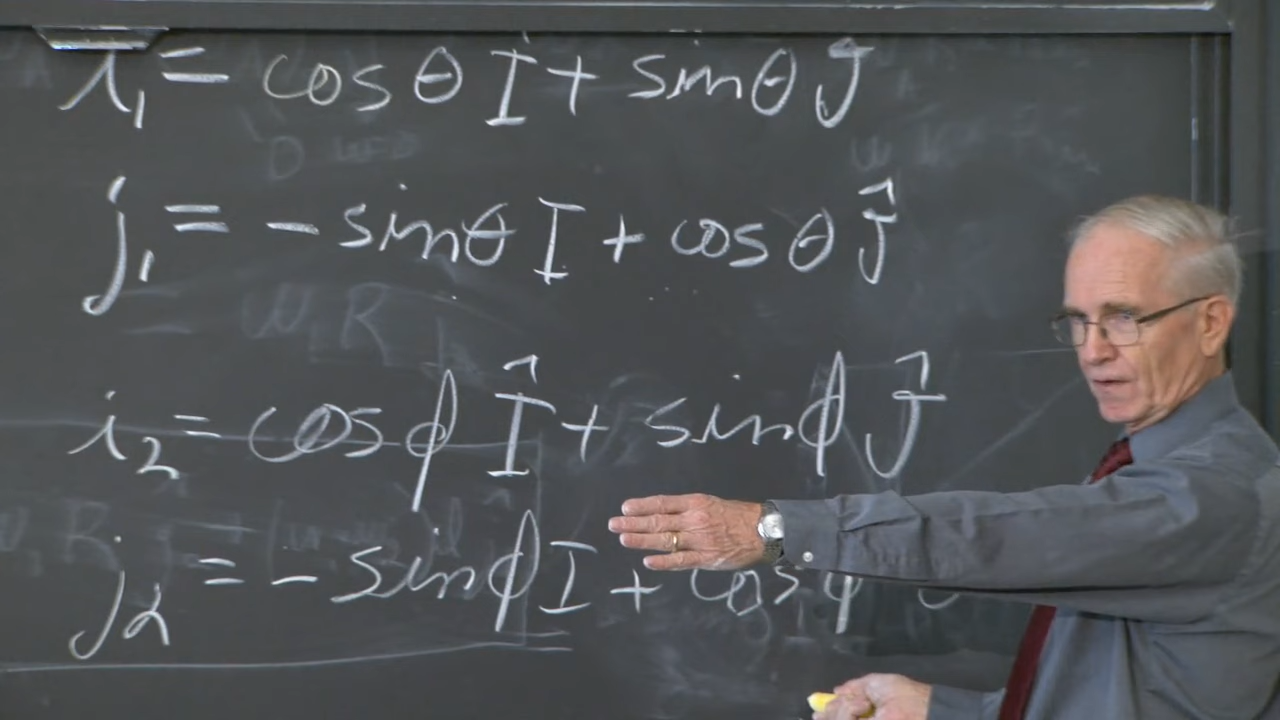 i₁ = cos θ I + sin θ Ĵ
j₁ = - sin θ I + cos θ Ĵ
i₂ = cos ϕ Î + sin ϕ Ĵ
j₂ = - sin ϕ I + cos ϕ